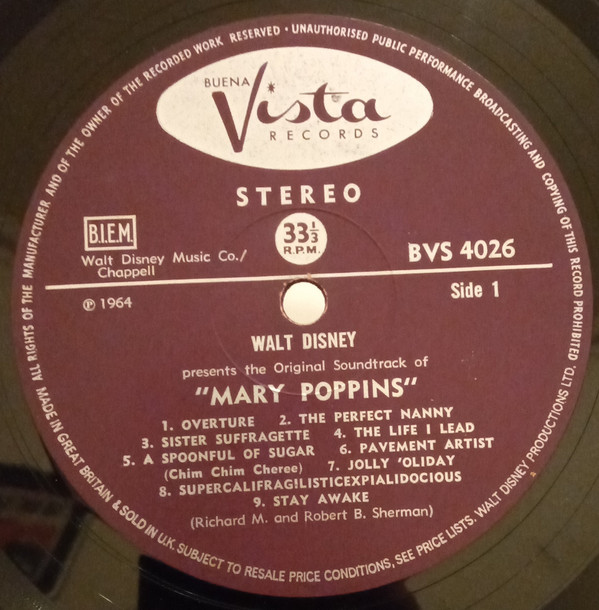 ALL RIGHTS OF THE MANUFACTURER AND OF THE OWNER OF THE RECORDED WORK RESERVED · UNAUTHORISED PUBLIC PERFORMANCE BROADCASTING AND COPYING OF THIS RECORD PROHIBITED
BUENA
Vista
RECORDS
STEREO
B.I.E.M.
Walt Disney Music Co./
Chappell
33⅓
R.P.M.
BVS 4026
℗ 1964
Side 1
WALT DISNEY
presents the Original Soundtrack of
"MARY POPPINS"
1. OVERTURE 2. THE PERFECT NANNY
3. SISTER SUFFRAGETTE 4. THE LIFE I LEAD
5. A SPOONFUL OF SUGAR 6. PAVEMENT ARTIST
(Chim Chim Cheree) 7. JOLLY 'OLIDAY
8. SUPERCALIFRAGILISTICEXPIALIDOCIOUS
9. STAY AWAKE
(Richard M. and Robert B. Sherman)
MADE IN GREAT BRITAIN & SOLD IN U.K. SUBJECT TO RESALE PRICE CONDITIONS, SEE PRICE LISTS. WALT DISNEY PRODUCTIONS LTD.